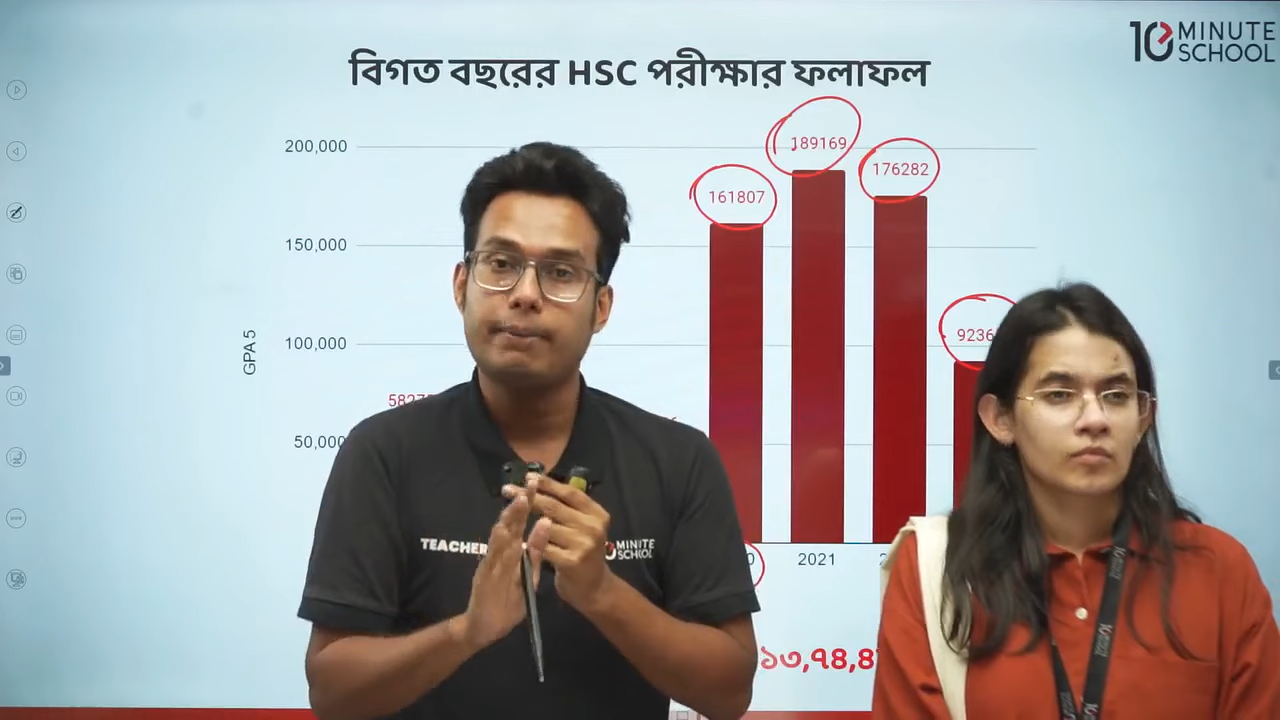 10 MINUTE
SCHOOL
বিগত বছরের HSC পরীক্ষার ফলাফল
200,000
189169
176282
161807
150,000
GPA 5
100,000
50,000
2021
TEACHER
10 MINUTE
SCHOOL